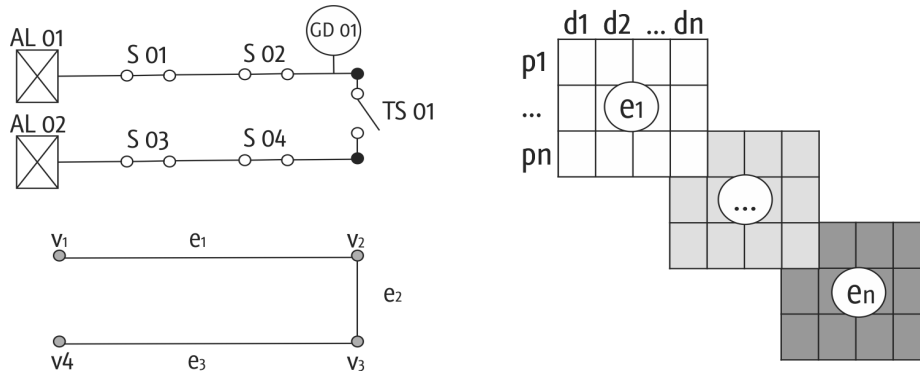 GD 01
AL 01
S 01
S 02
TS 01
AL 02
S 03
S 04
v1
e1
v2
e2
v4
e3
v3
d1 d2 ... dn
p1
e1
...
pn
...
en